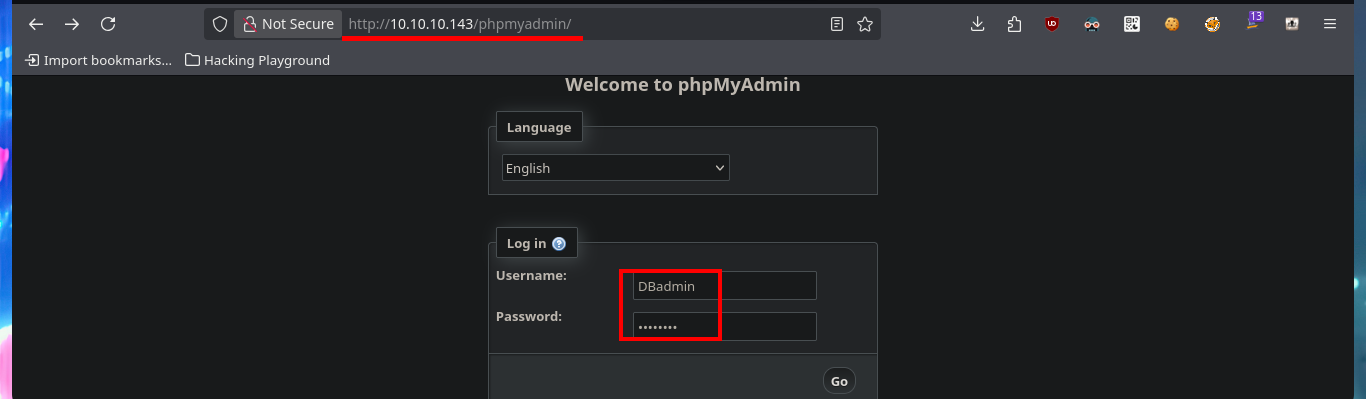 Not Secure http://10.10.10.143/phpmyadmin/ 13
Import bookmarks... Hacking Playground
Welcome to phpMyAdmin
Language
English
Log in ?
Username: DBadmin
Password: ••••••••
Go